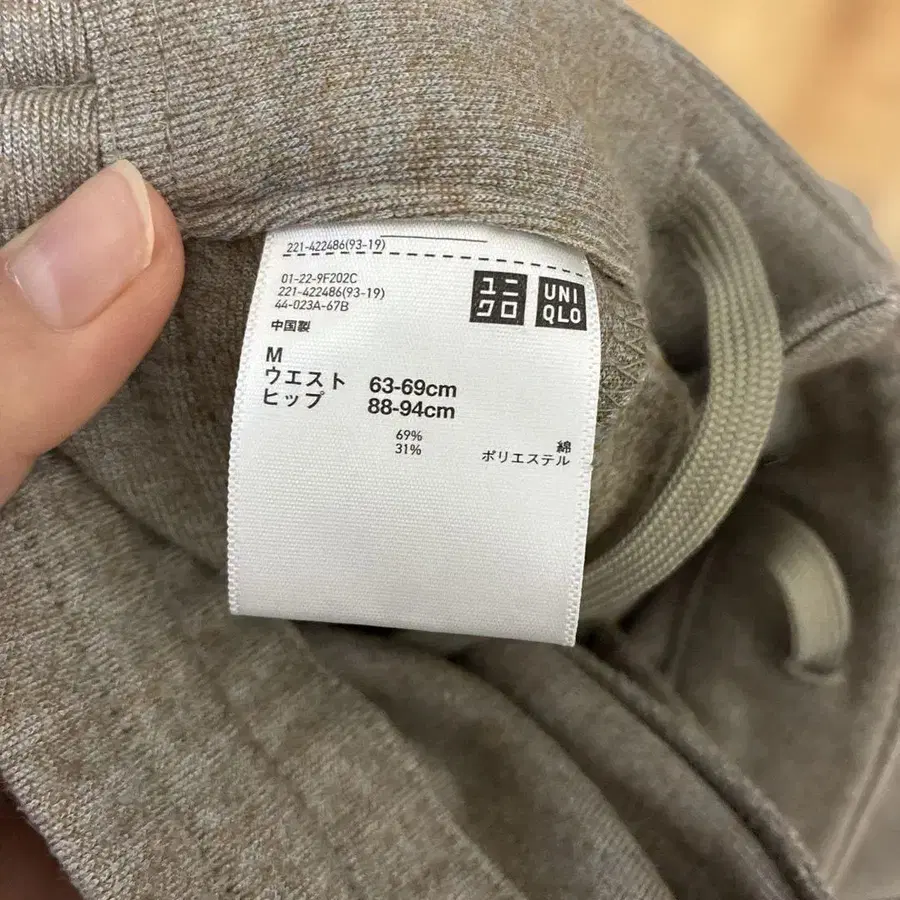 221-422486(93-19)
01-22-9F202C
221-422486(93-19)
44-023A-67B
中国製
ユニ
クロ
UNI
QLO
M
ウエスト 63-69cm
ヒップ 88-94cm
69% 綿
31% ポリエステル